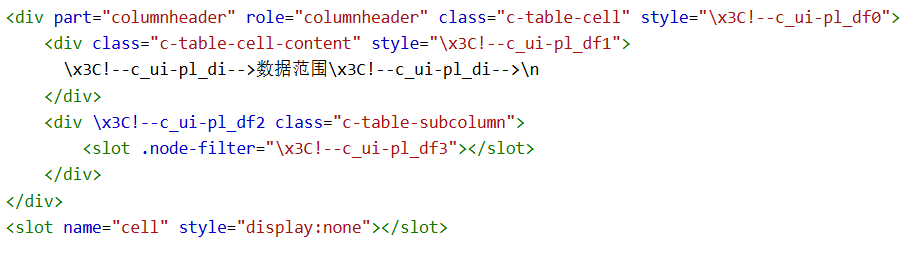 <div part="columnheader" role="columnheader" class="c-table-cell" style="\x3C!--c_ui-pl_df0">
<div class="c-table-cell-content" style="\x3C!--c_ui-pl_df1">
\x3C!--c_ui-pl_di-->数据范围\x3C!--c_ui-pl_di-->\n
</div>
<div \x3C!--c_ui-pl_df2 class="c-table-subcolumn">
<slot .node-filter="\x3C!--c_ui-pl_df3"></slot>
</div>
</div>
<slot name="cell" style="display:none"></slot>